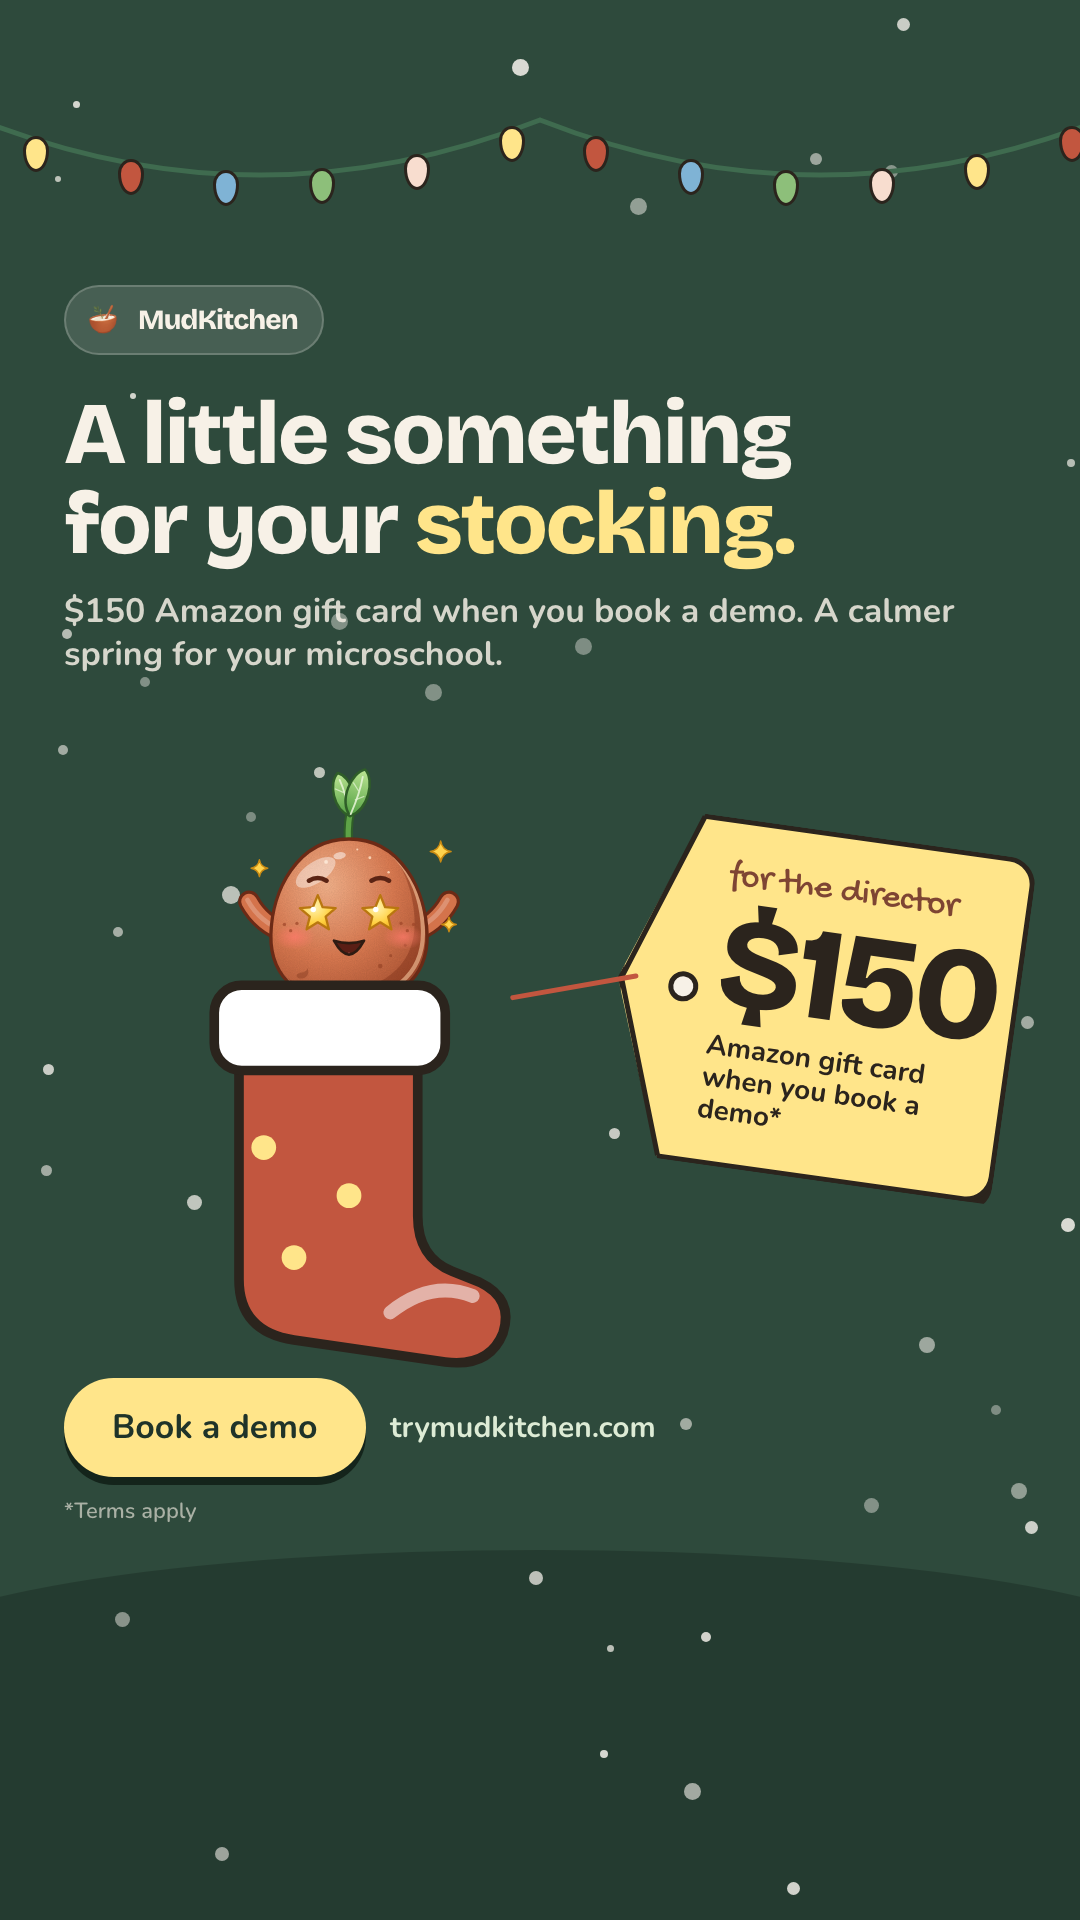 MudKitchen
A little something
for your stocking.
$150 Amazon gift card when you book a demo. A calmer
spring for your microschool.
for the director
$150
Amazon gift card
when you book a
demo*
Book a demo
trymudkitchen.com
*Terms apply